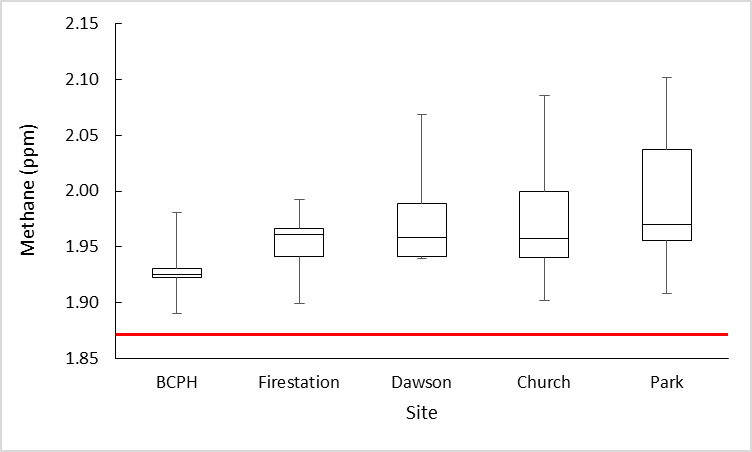 2.15
2.10
2.05
2.00
1.95
1.90
1.85
Methane (ppm)
BCPH Firestation Dawson Church Park
Site